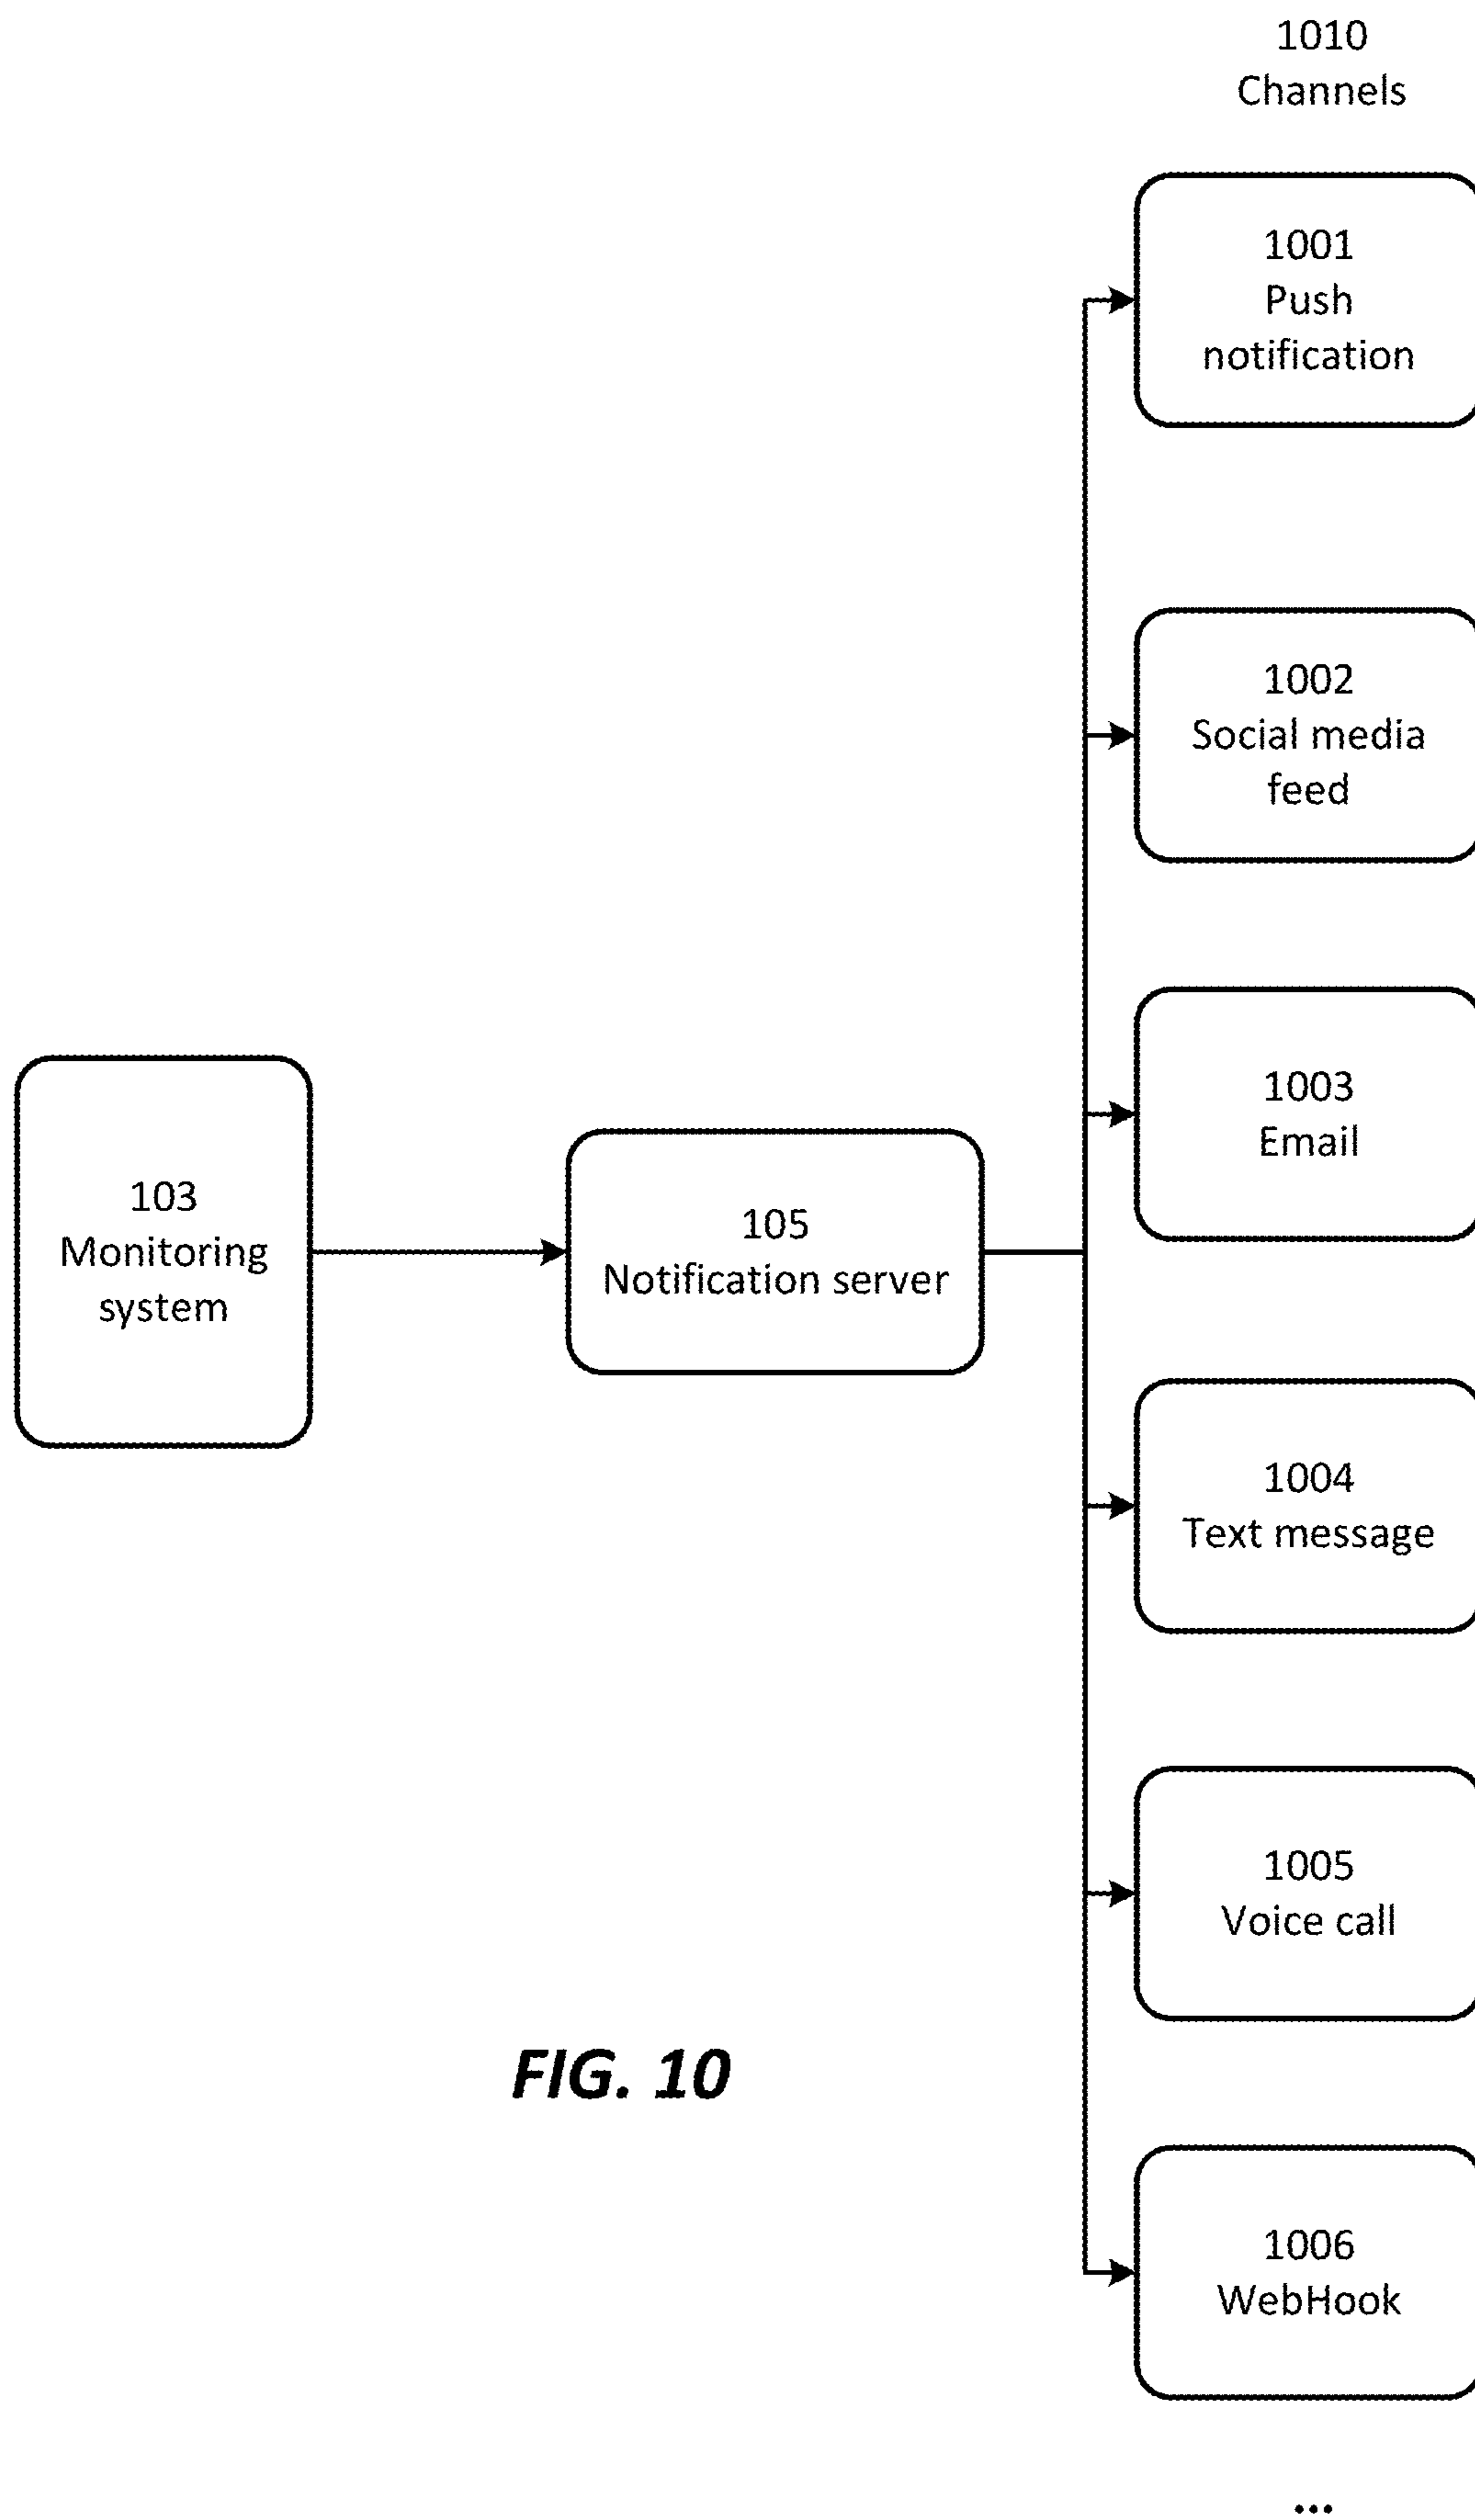 1010
Channels
1001
Push
notification
1002
Social media
feed
1003
Email
103
Monitoring
system
105
Notification server
1004
Text message
1005
Voice call
FIG. 10
1006
WebHook
...